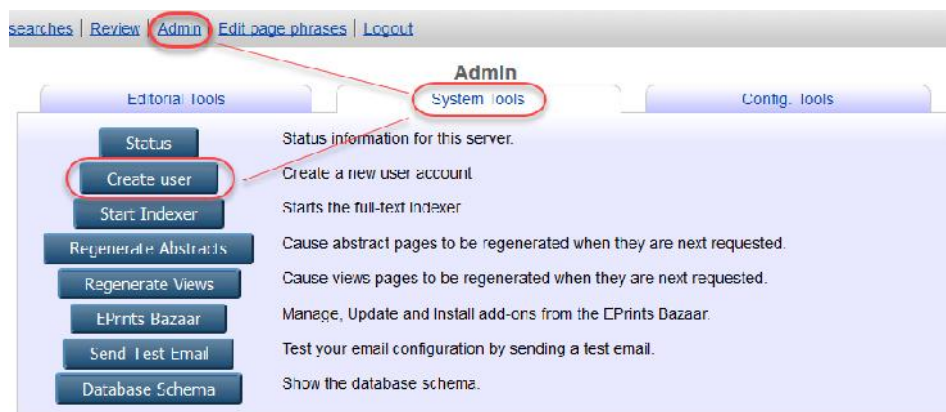 searches | Review | Admin | Edit page phrases | Logout
Admin
Editorial Tools System Tools Config. Tools
Status Status information for this server.
Create user Create a new user account
Start Indexer Starts the full-text indexer
Regenerate Abstracts Cause abstract pages to be regenerated when they are next requested.
Regenerate Views Cause views pages to be regenerated when they are next requested.
EPrints Bazaar Manage, Update and Install add-ons from the EPrints Bazaar.
Send Test Email Test your email configuration by sending a test email.
Database Schema Show the database schema.